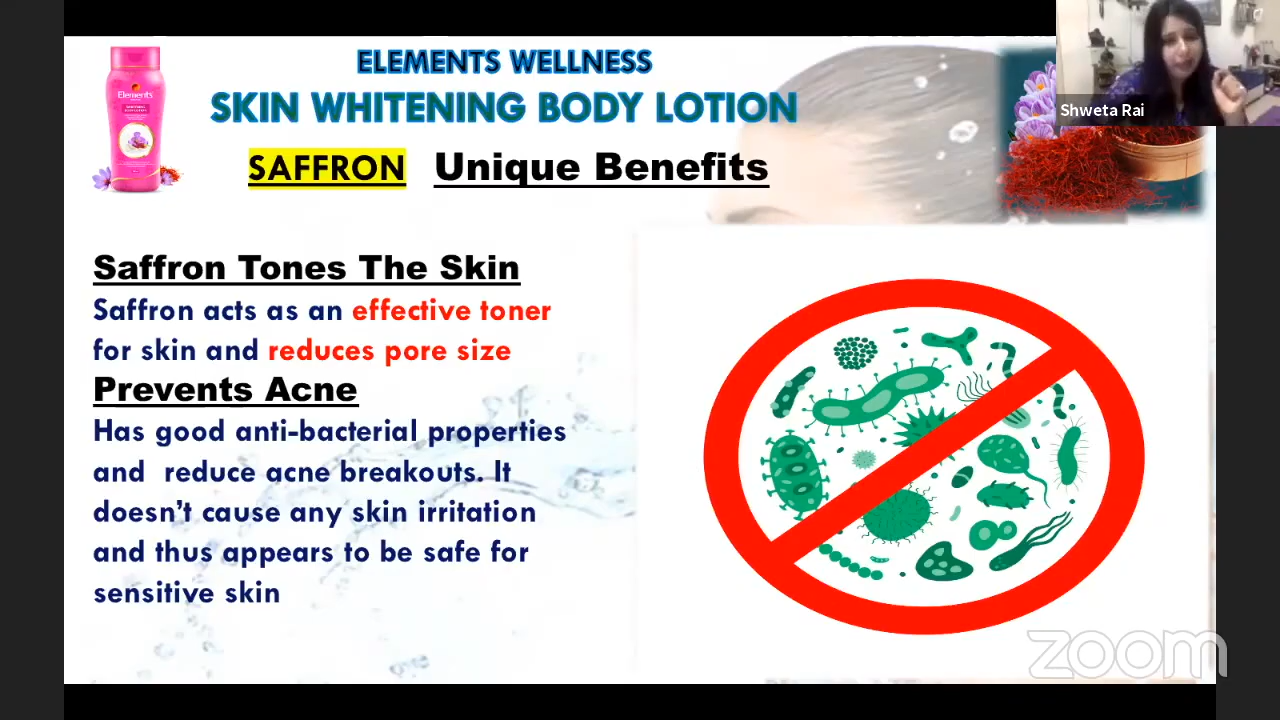 ELEMENTS WELLNESS
SKIN WHITENING BODY LOTION
SAFFRON Unique Benefits
Elements
Shweta Rai
Saffron Tones The Skin
Saffron acts as an effective toner
for skin and reduces pore size
Prevents Acne
Has good anti-bacterial properties
and reduce acne breakouts. It
doesn't cause any skin irritation
and thus appears to be safe for
sensitive skin
zoom